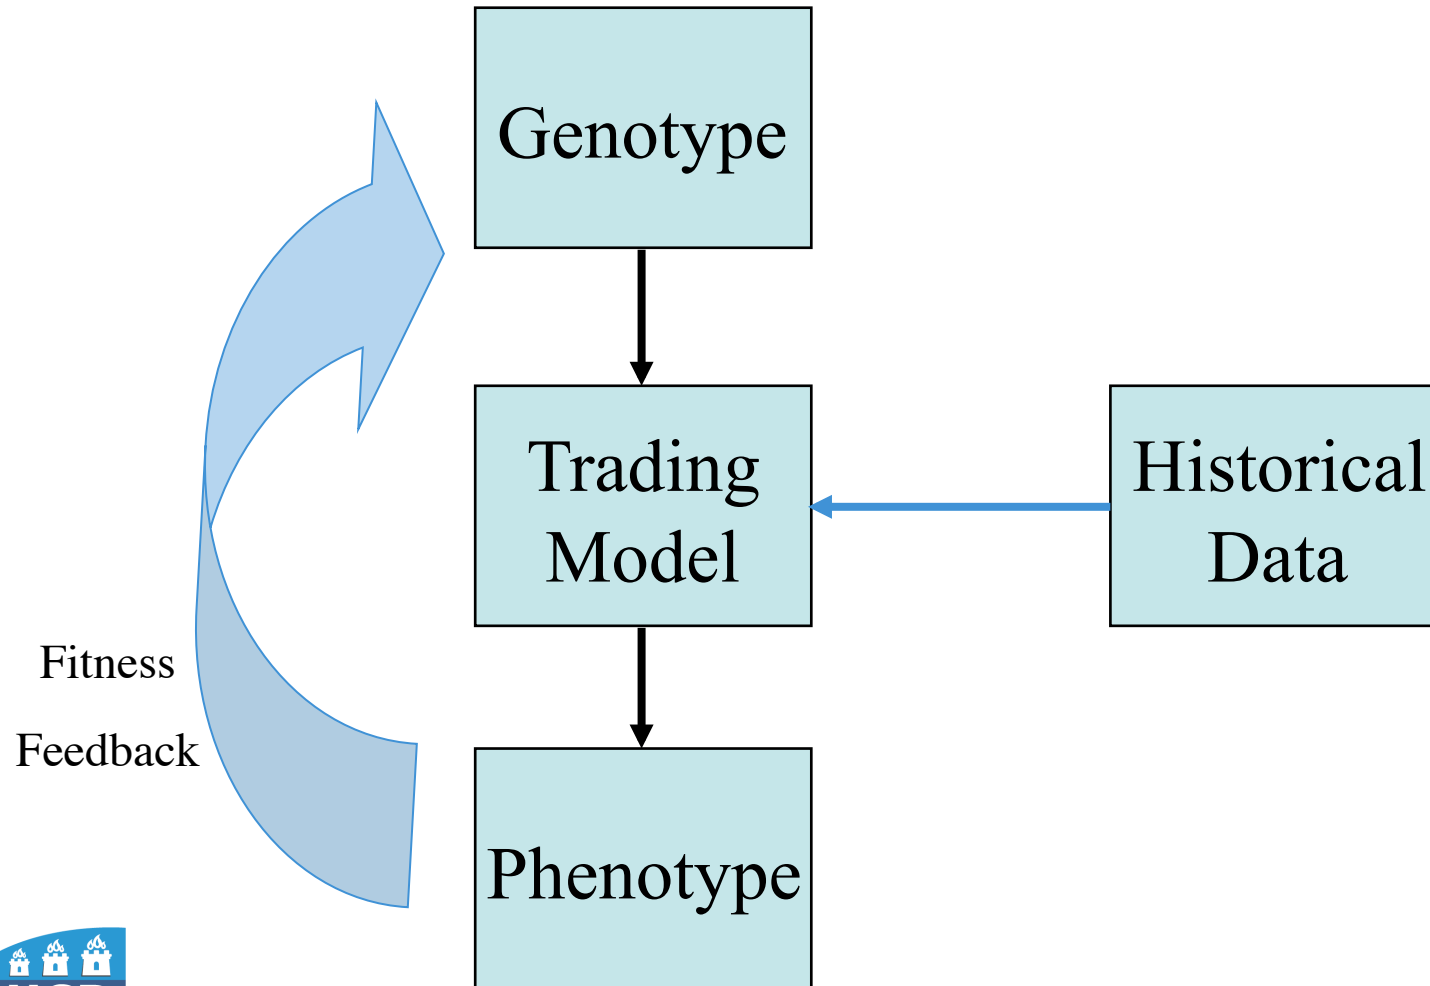 Genotype
Trading
Model
Historical
Data
Fitness
Feedback
Phenotype